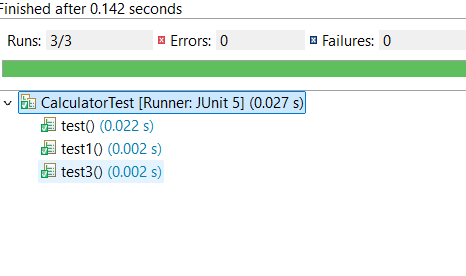 Finished after 0.142 seconds
Runs: 3/3 Errors: 0 Failures: 0
CalculatorTest [Runner: JUnit 5] (0.027 s)
test() (0.022 s)
test1() (0.002 s)
test3() (0.002 s)